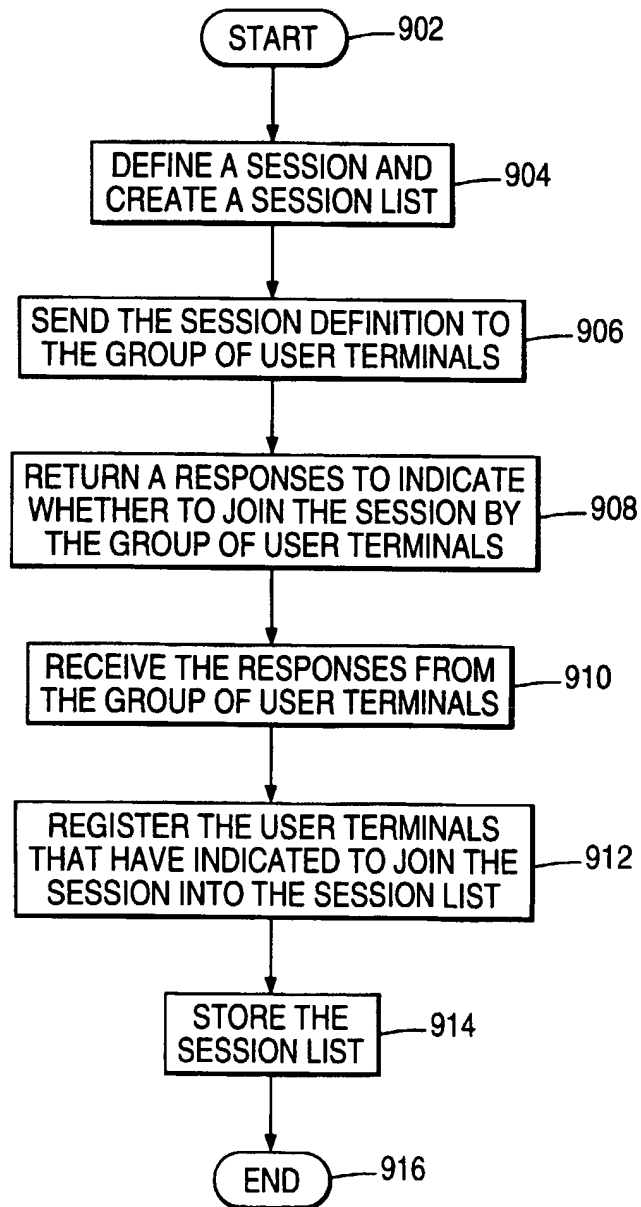 START
902
DEFINE A SESSION AND
CREATE A SESSION LIST
904
SEND THE SESSION DEFINITION TO
THE GROUP OF USER TERMINALS
906
RETURN A RESPONSES TO INDICATE
WHETHER TO JOIN THE SESSION BY
THE GROUP OF USER TERMINALS
908
RECEIVE THE RESPONSES FROM
THE GROUP OF USER TERMINALS
910
REGISTER THE USER TERMINALS
THAT HAVE INDICATED TO JOIN THE
SESSION INTO THE SESSION LIST
912
STORE THE
SESSION LIST
914
END
916